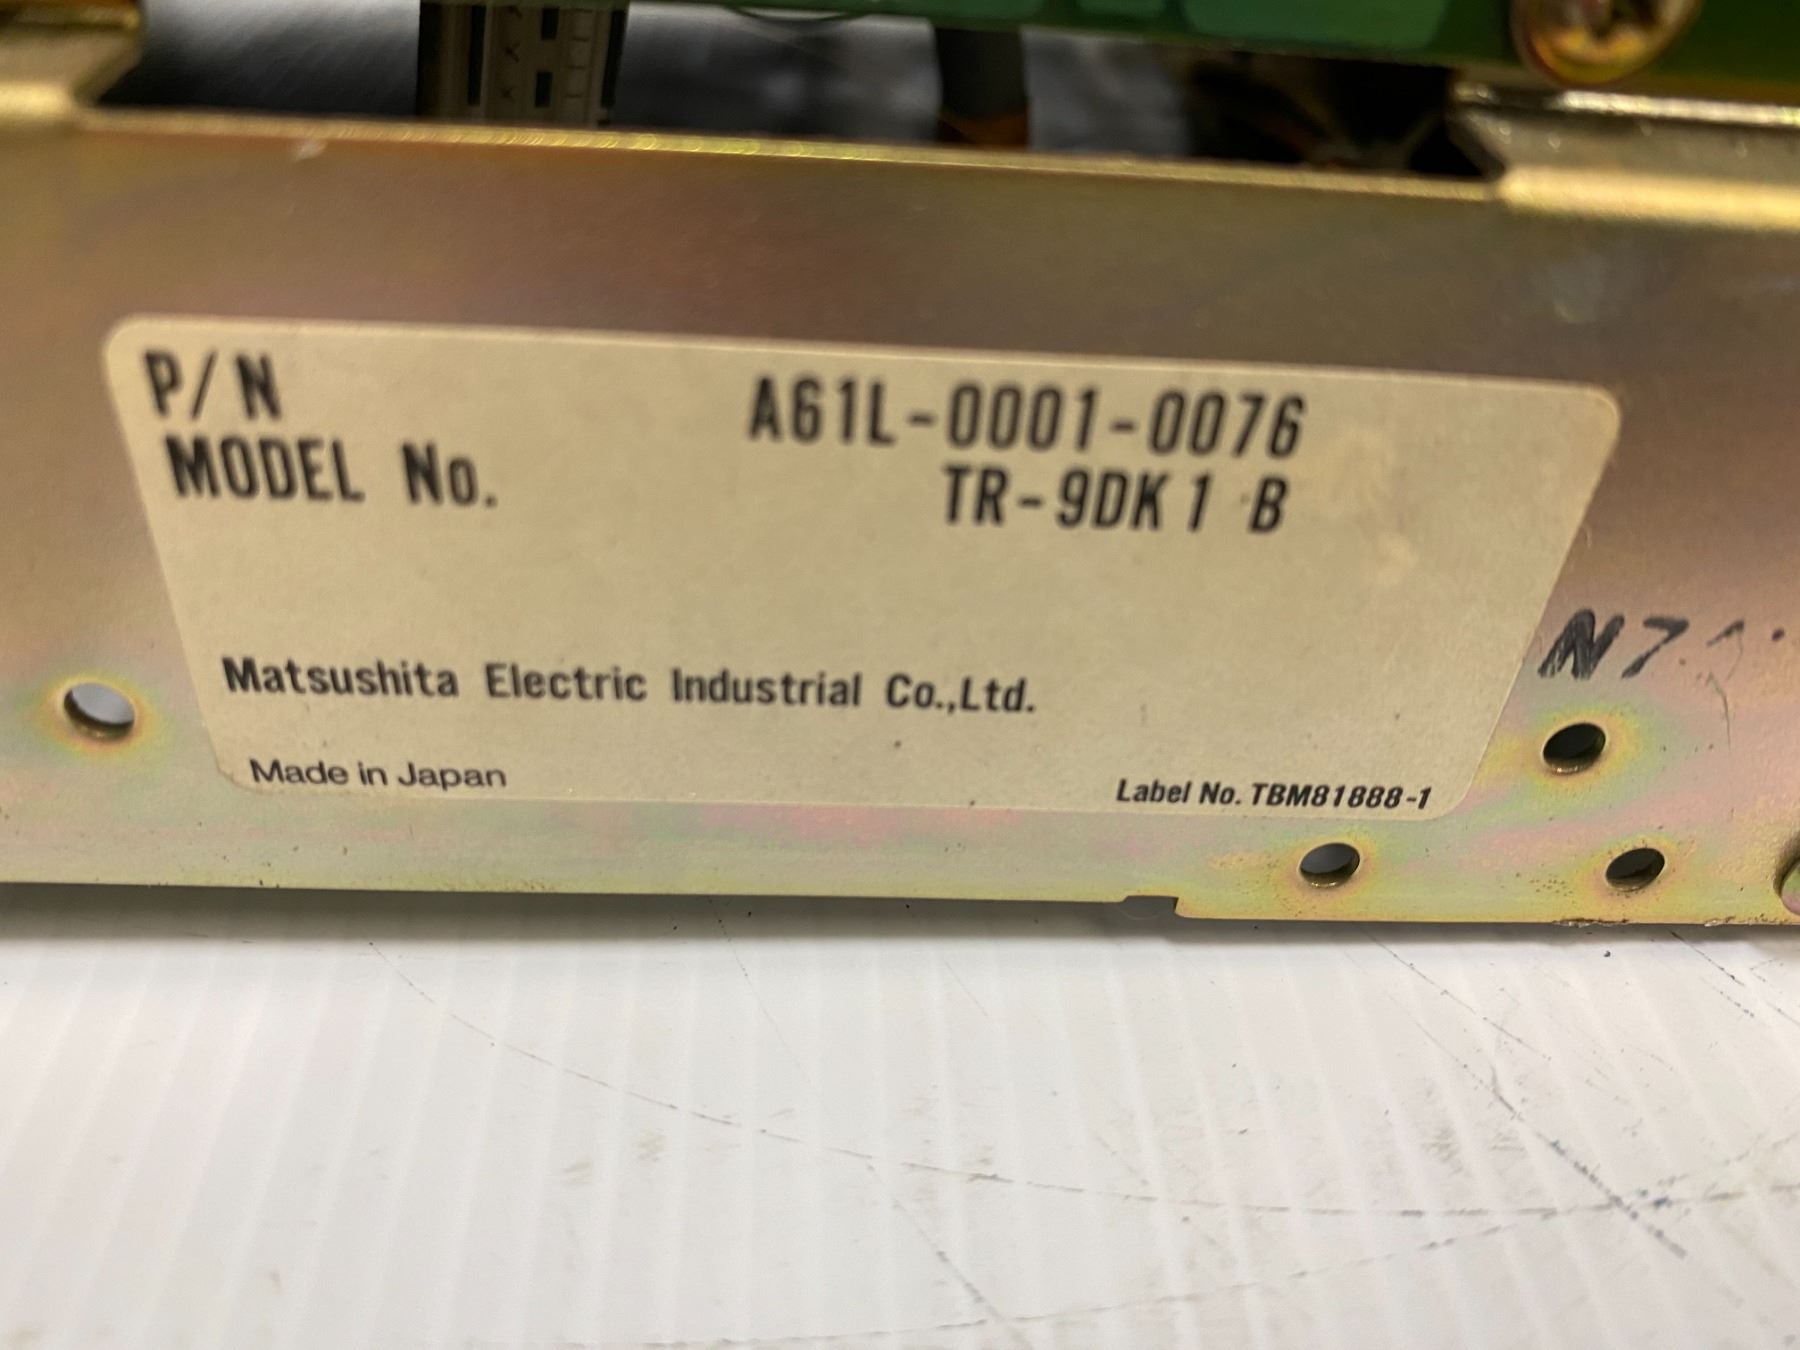 P/N A61L-0001-0076
MODEL No. TR-9DK1 B
Matsushita Electric Industrial Co.,Ltd.
Made in Japan
Label No. TBM81888-1